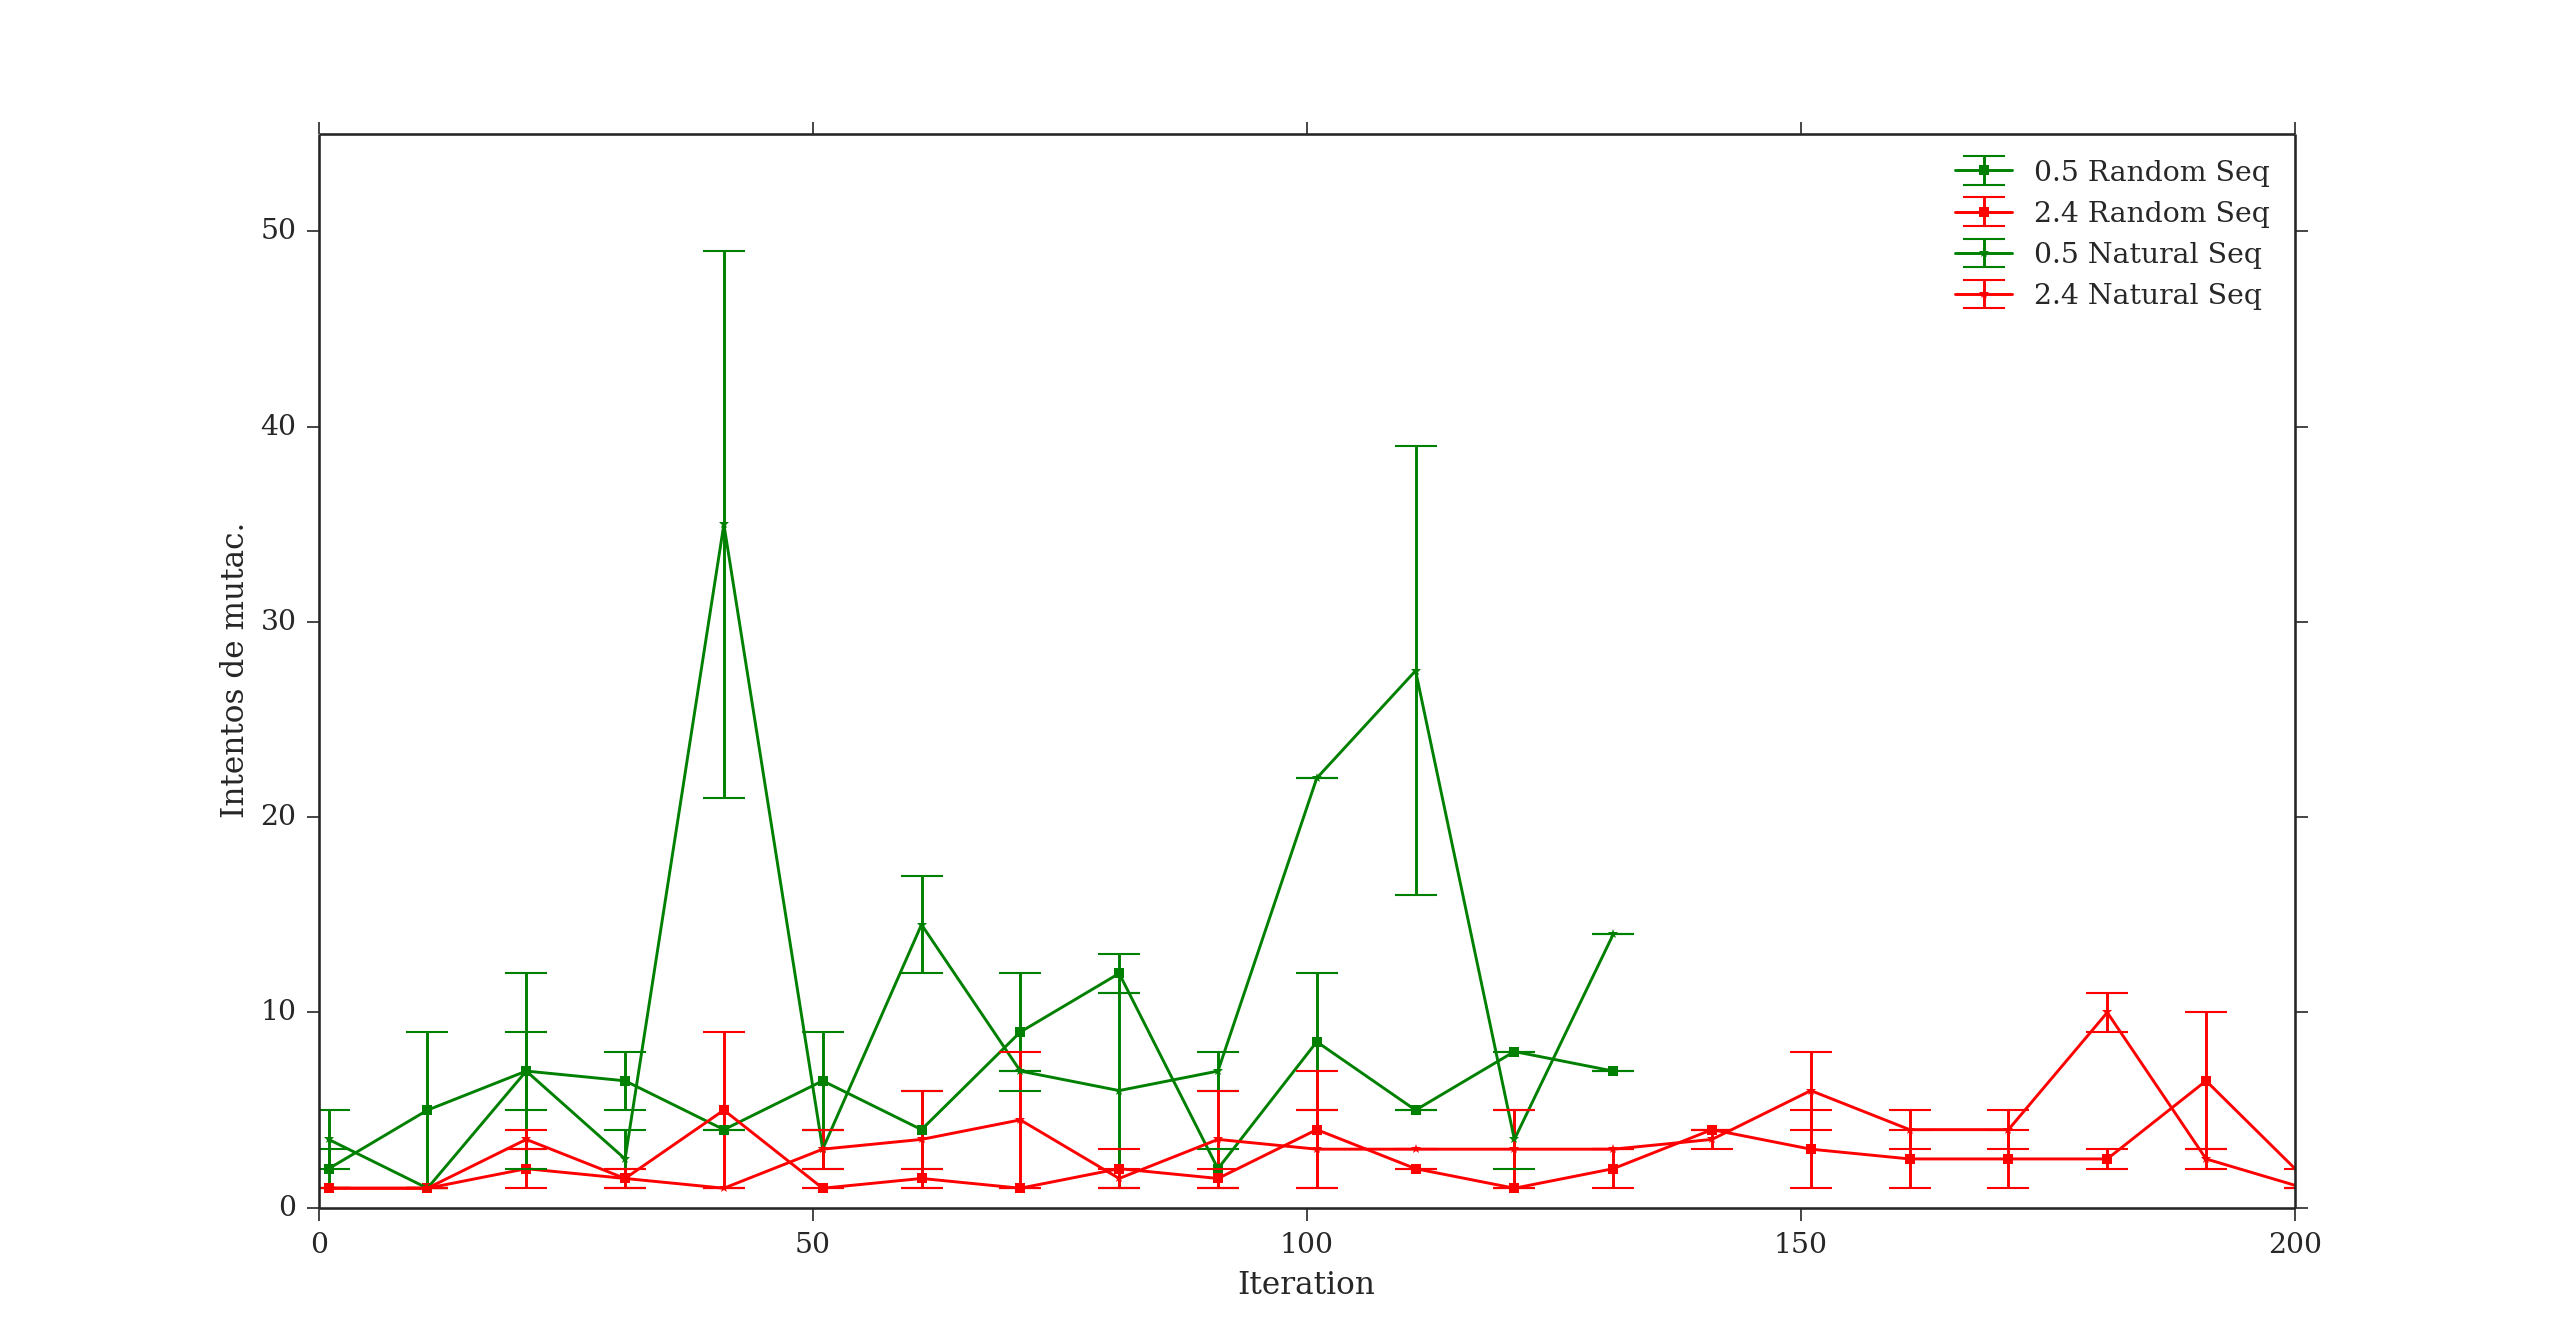 0.5 Random Seq
2.4 Random Seq
0.5 Natural Seq
2.4 Natural Seq
50
40
30
20
10
0
Intentos de mutac.
0 50 100 150 200
Iteration